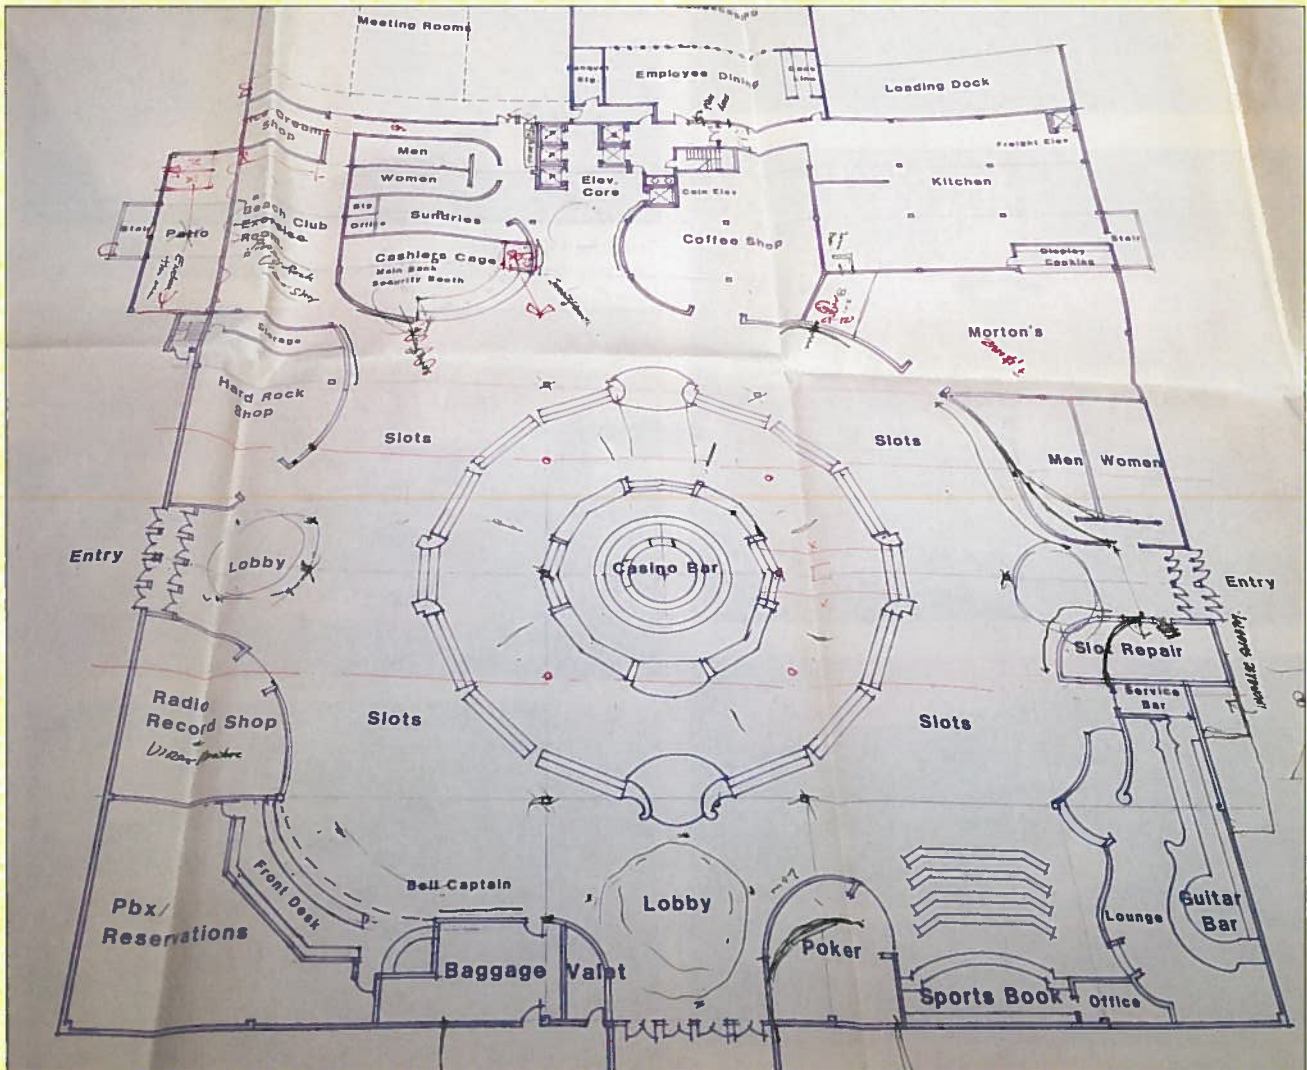 Meeting Rooms
Employee Dining
Loading Dock
Ice Cream
Shop
Men
Women
Elev.
Core
Freight Elev
Kitchen
Coin Elev
Stg
Office
Sundries
Stair
Patio
Beach Club
Exercise
Room
Coffee Shop
Cashiers Cage
Main Bank
Security Booth
Display
Cooking
Stair
Storage
Morton's
Hard Rock
Shop
Slots
Slots
Men
Women
Entry
Lobby
Casino Bar
Entry
Slot Repair
Service
Bar
Radio
Record Shop
Slots
Slots
Front Desk
Bell Captain
Lobby
Pbx/
Reservations
Baggage
Valet
Poker
Lounge
Guitar
Bar
Sports Book
Office